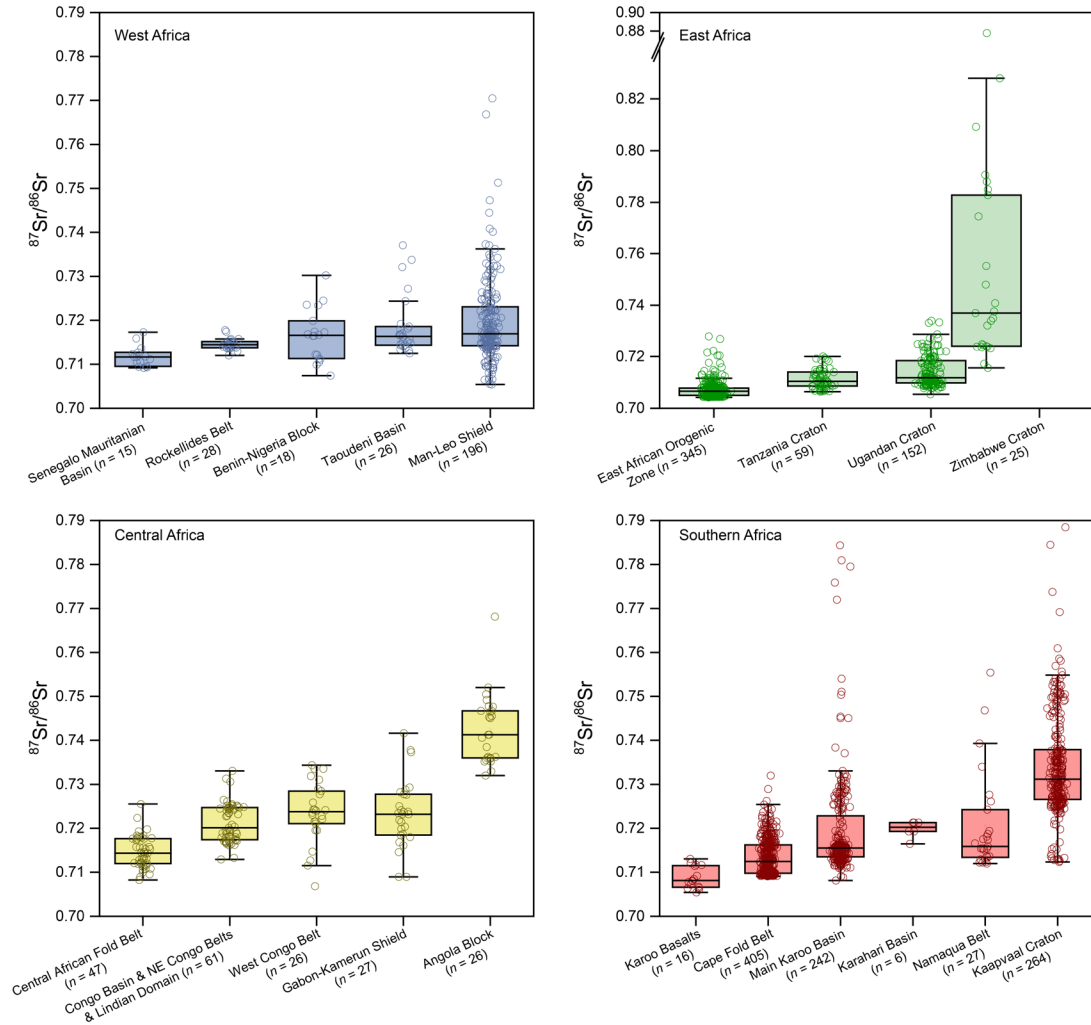 0.79
0.78
0.77
0.76
0.75
0.74
0.73
0.72
0.71
0.70
⁸⁷Sr/⁸⁶Sr
West Africa
Senegalo Mauritanian
Basin (n = 15)
Rockellides Belt
(n = 28)
Benin-Nigeria Block
(n =18)
Taoudeni Basin
(n = 26)
Man-Leo Shield
(n = 196)
0.90
0.88
0.82
0.80
0.78
0.76
0.74
0.72
0.70
⁸⁷Sr/⁸⁶Sr
East Africa
East African Orogenic
Zone (n = 345)
Tanzania Craton
(n = 59)
Ugandan Craton
(n = 152)
Zimbabwe Craton
(n = 25)
0.79
0.78
0.77
0.76
0.75
0.74
0.73
0.72
0.71
0.70
⁸⁷Sr/⁸⁶Sr
Central Africa
Central African Fold Belt
(n = 47)
Congo Basin & NE Congo Belts
& Lindian Domain (n = 61)
West Congo Belt
(n = 26)
Gabon-Kamerun Shield
(n = 27)
Angola Block
(n = 26)
0.79
0.78
0.77
0.76
0.75
0.74
0.73
0.72
0.71
0.70
⁸⁷Sr/⁸⁶Sr
Southern Africa
Karoo Basalts
(n = 16)
Cape Fold Belt
(n = 405)
Main Karoo Basin
(n = 242)
Karahari Basin
(n = 6)
Namaqua Belt
(n = 27)
Kaapvaal Craton
(n = 264)